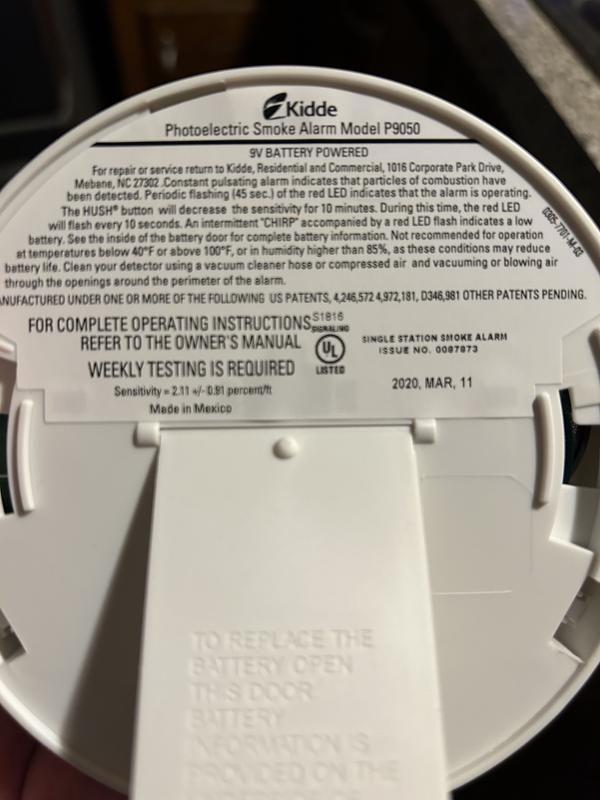 Kidde
Photoelectric Smoke Alarm Model P9050
9V BATTERY POWERED
For repair or service return to Kidde, Residential and Commercial, 1016 Corporate Park Drive,
Mebane, NC 27302 .Constant pulsating alarm indicates that particles of combustion have
been detected. Periodic flashing (45 sec.) of the red LED indicates that the alarm is operating.
The HUSH® button will decrease the sensitivity for 10 minutes. During this time, the red LED
will flash every 10 seconds. An intermittent "CHIRP" accompanied by a red LED flash indicates a low
battery. See the inside of the battery door for complete battery information. Not recommended for operation
at temperatures below 40°F or above 100°F, or in humidity higher than 85%, as these conditions may reduce
battery life. Clean your detector using a vacuum cleaner hose or compressed air and vacuuming or blowing air
through the openings around the perimeter of the alarm.
ANUFACTURED UNDER ONE OR MORE OF THE FOLLOWING US PATENTS, 4,246,572 4,972,181, D346,981 OTHER PATENTS PENDING.
FOR COMPLETE OPERATING INSTRUCTIONS
REFER TO THE OWNER'S MANUAL
WEEKLY TESTING IS REQUIRED
Sensitivity = 2.11 +/- 0.91 percent/ft
Made in Mexico
S1816
SIGNALING
UL
LISTED
SINGLE STATION SMOKE ALARM
ISSUE NO. 0087873
2020, MAR, 11
0305-7701-M-03
TO REPLACE THE
BATTERY OPEN
THIS DOOR
BATTERY
INFORMATION IS
PROVIDED ON THE